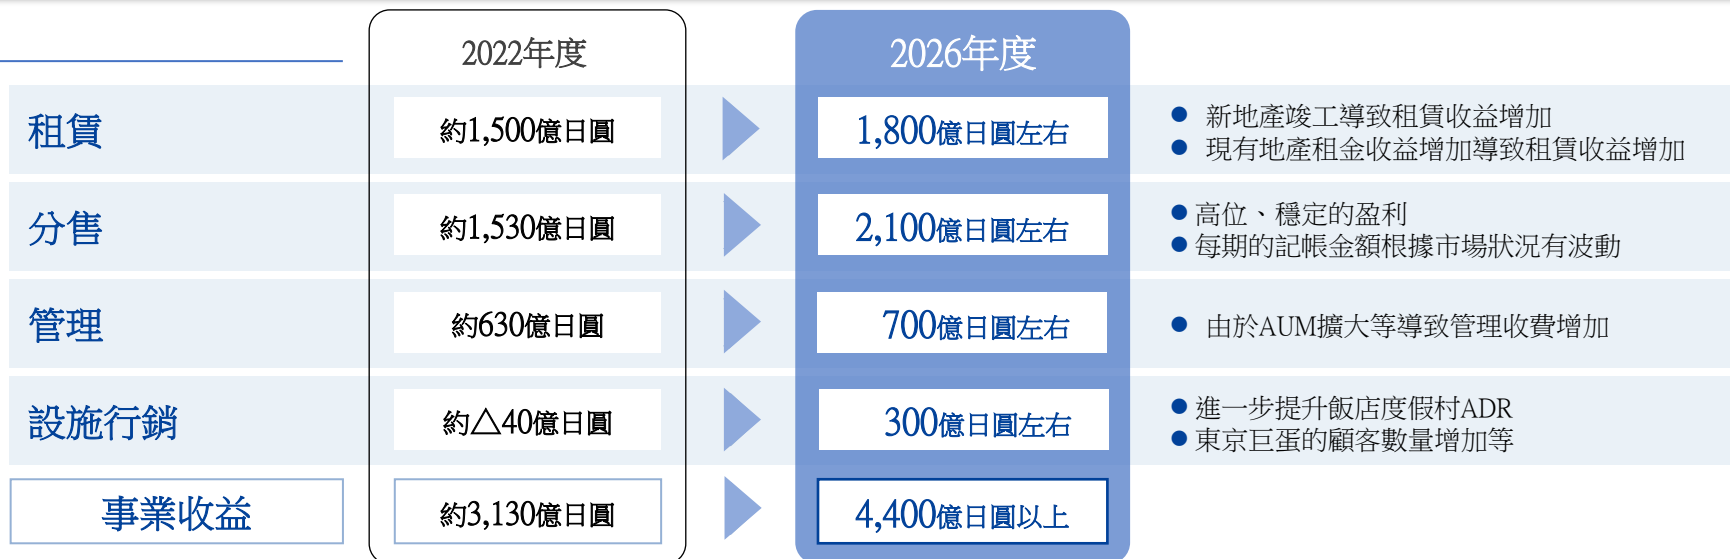 2022年度
2026年度
租賃
約1,500億日圓
1,800億日圓左右
● 新地產竣工導致租賃收益增加
● 現有地產租金收益增加導致租賃收益增加
分售
約1,530億日圓
2,100億日圓左右
● 高位、穩定的盈利
● 每期的記帳金額根據市場狀況有波動
管理
約630億日圓
700億日圓左右
● 由於AUM擴大等導致管理收費增加
設施行銷
約△40億日圓
300億日圓左右
● 進一步提升飯店度假村ADR
● 東京巨蛋的顧客數量增加等
事業收益
約3,130億日圓
4,400億日圓以上